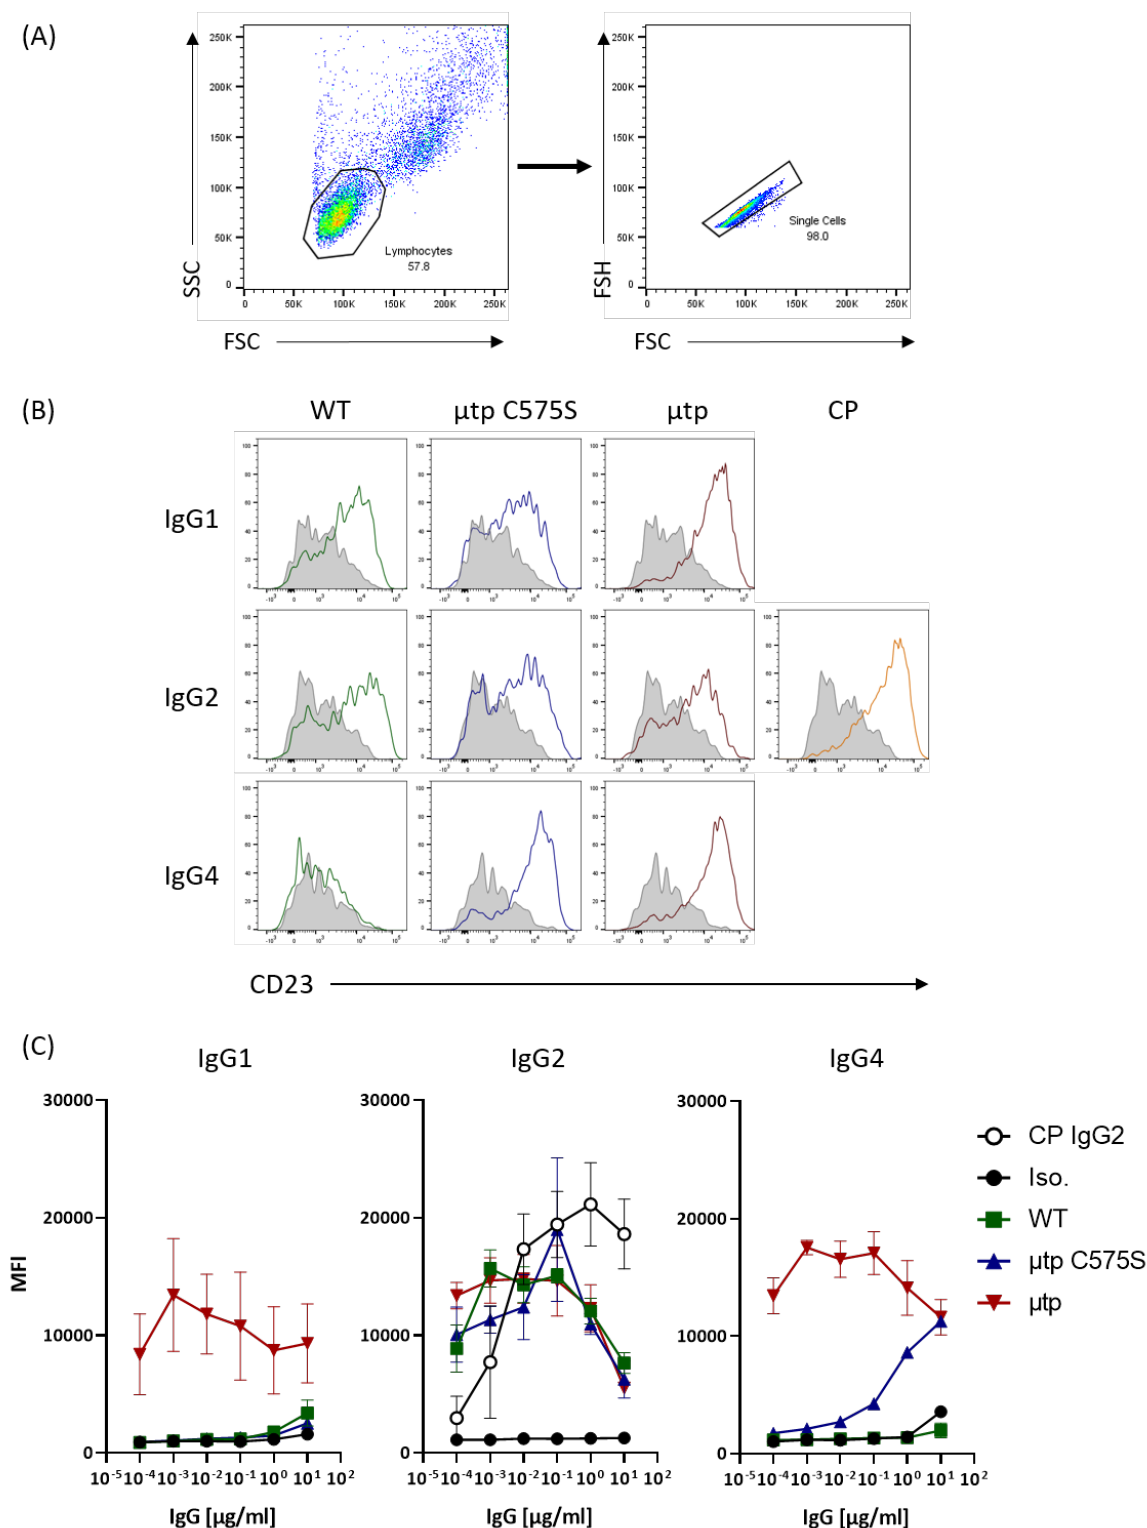 (A)
SSC
250K
200K
150K
100K
50K
0
Lymphocytes
57.8
0 50K 100K 150K 200K 250K
FSC
FSH
250K
200K
150K
100K
50K
0
Single Cells
98.0
0 50K 100K 150K 200K 250K
FSC
(B)
WT µtp C575S µtp CP
IgG1
IgG2
IgG4
CD23
(C)
IgG1 IgG2 IgG4
MFI
30000
20000
10000
0
10⁻⁵ 10⁻⁴ 10⁻³ 10⁻² 10⁻¹ 10⁰ 10¹ 10²
IgG [µg/ml]
30000
20000
10000
0
10⁻⁵ 10⁻⁴ 10⁻³ 10⁻² 10⁻¹ 10⁰ 10¹ 10²
IgG [µg/ml]
30000
20000
10000
0
10⁻⁵ 10⁻⁴ 10⁻³ 10⁻² 10⁻¹ 10⁰ 10¹ 10²
IgG [µg/ml]
CP IgG2
Iso.
WT
µtp C575S
µtp